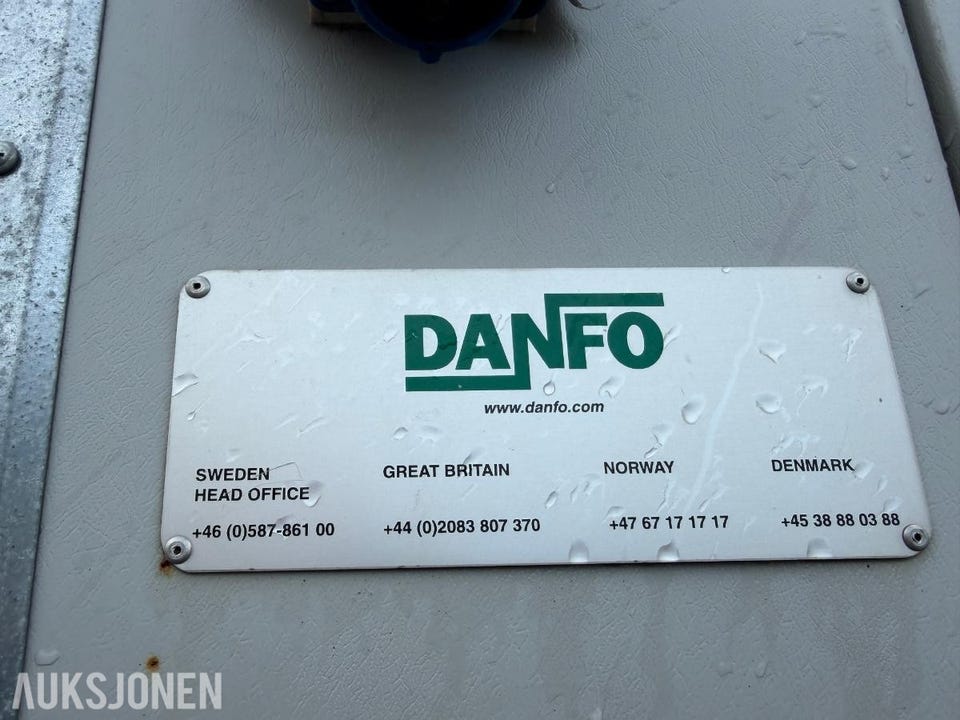 DANFO
www.danfo.com
SWEDEN
HEAD OFFICE
+46 (0)587-861 00
GREAT BRITAIN
+44 (0)2083 807 370
NORWAY
+47 67 17 17 17
DENMARK
+45 38 88 03 88
AUKSJONEN